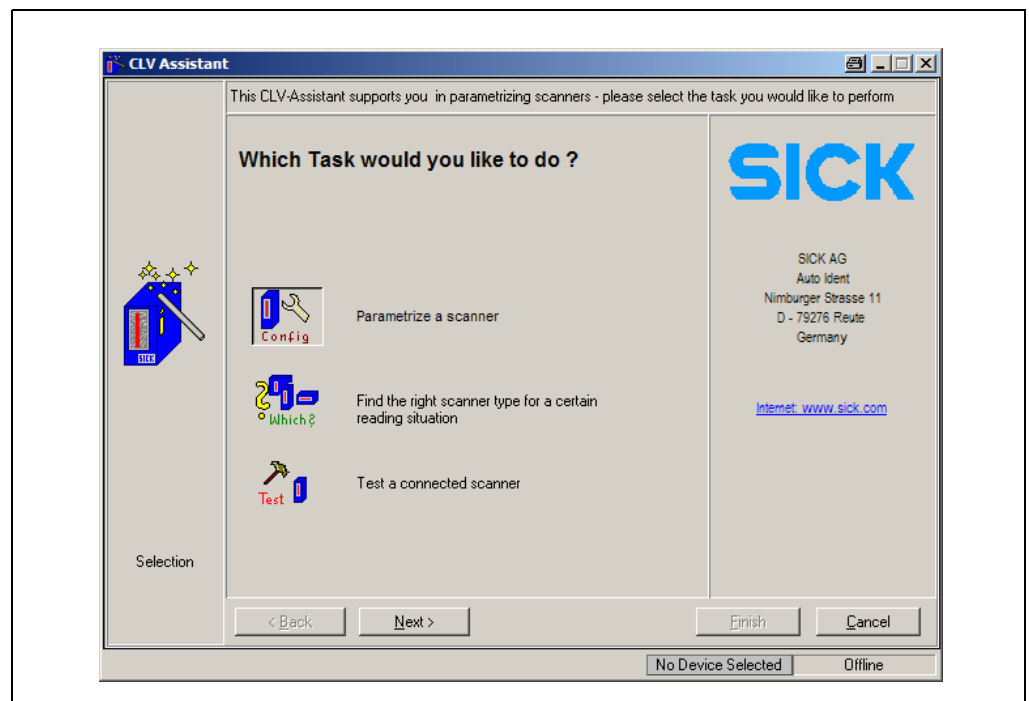 CLV Assistant
This CLV-Assistant supports you in parametrizing scanners - please select the task you would like to perform
Which Task would you like to do ?
SICK
SICK AG
Auto Ident
Nimburger Strasse 11
D - 79276 Reute
Germany
Internet: www.sick.com
SICK
Config
Parametrize a scanner
Which?
Find the right scanner type for a certain
reading situation
Test
Test a connected scanner
Selection
< Back
Next >
Finish
Cancel
No Device Selected
Offline